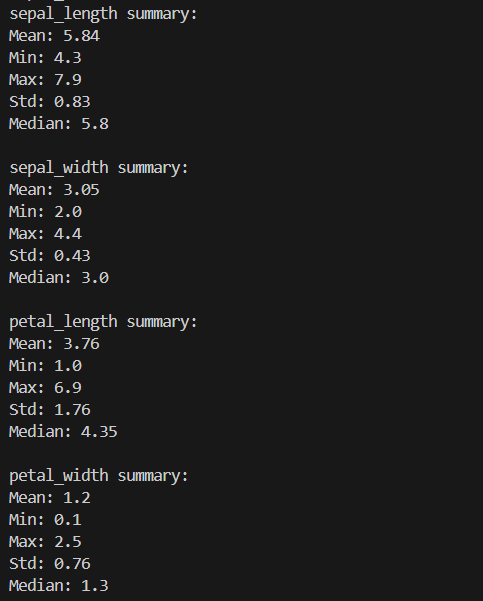 sepal_length summary:
Mean: 5.84
Min: 4.3
Max: 7.9
Std: 0.83
Median: 5.8
sepal_width summary:
Mean: 3.05
Min: 2.0
Max: 4.4
Std: 0.43
Median: 3.0
petal_length summary:
Mean: 3.76
Min: 1.0
Max: 6.9
Std: 1.76
Median: 4.35
petal_width summary:
Mean: 1.2
Min: 0.1
Max: 2.5
Std: 0.76
Median: 1.3